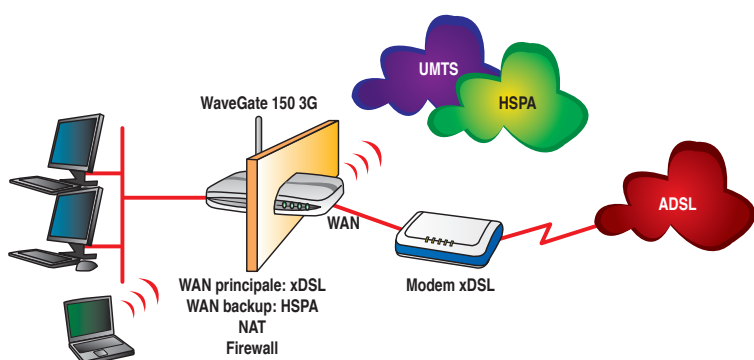 UMTS
HSPA
WaveGate 150 3G
ADSL
WAN
WAN principale: xDSL
WAN backup: HSPA
NAT
Firewall
Modem xDSL